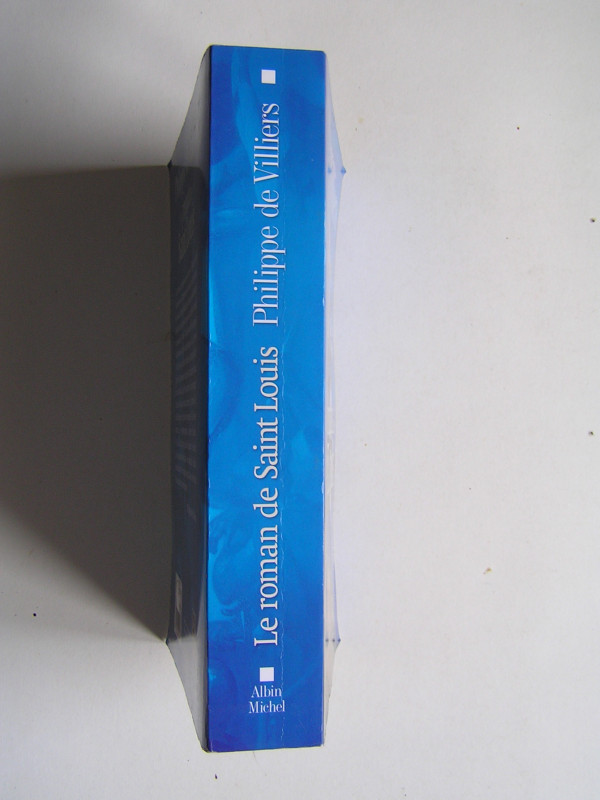 Le roman de Saint Louis Philippe de Villiers
Albin
Michel